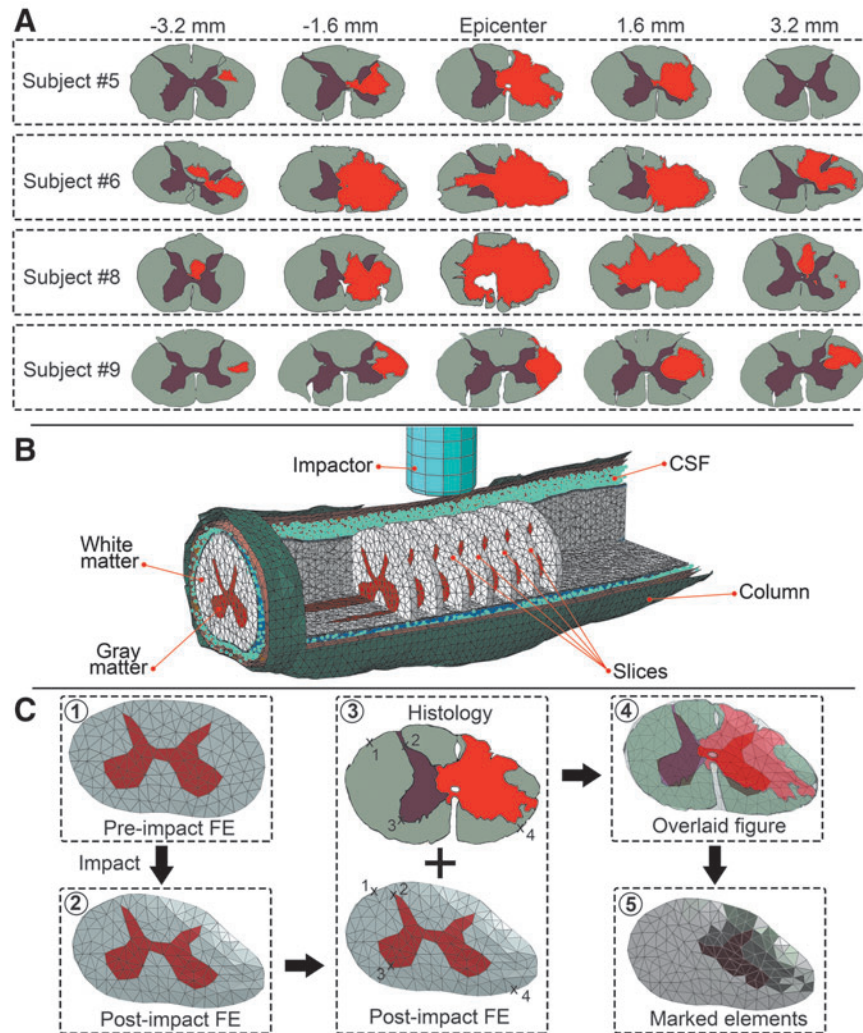 A
-3.2 mm -1.6 mm Epicenter 1.6 mm 3.2 mm
Subject #5
Subject #6
Subject #8
Subject #9
B
Impactor
CSF
White
matter
Gray
matter
Column
Slices
C
1
Pre-impact FE
Impact
2
Post-impact FE
3
Histology
1 2
3
4
+
1 2
3
4
Post-impact FE
4
Overlaid figure
5
Marked elements